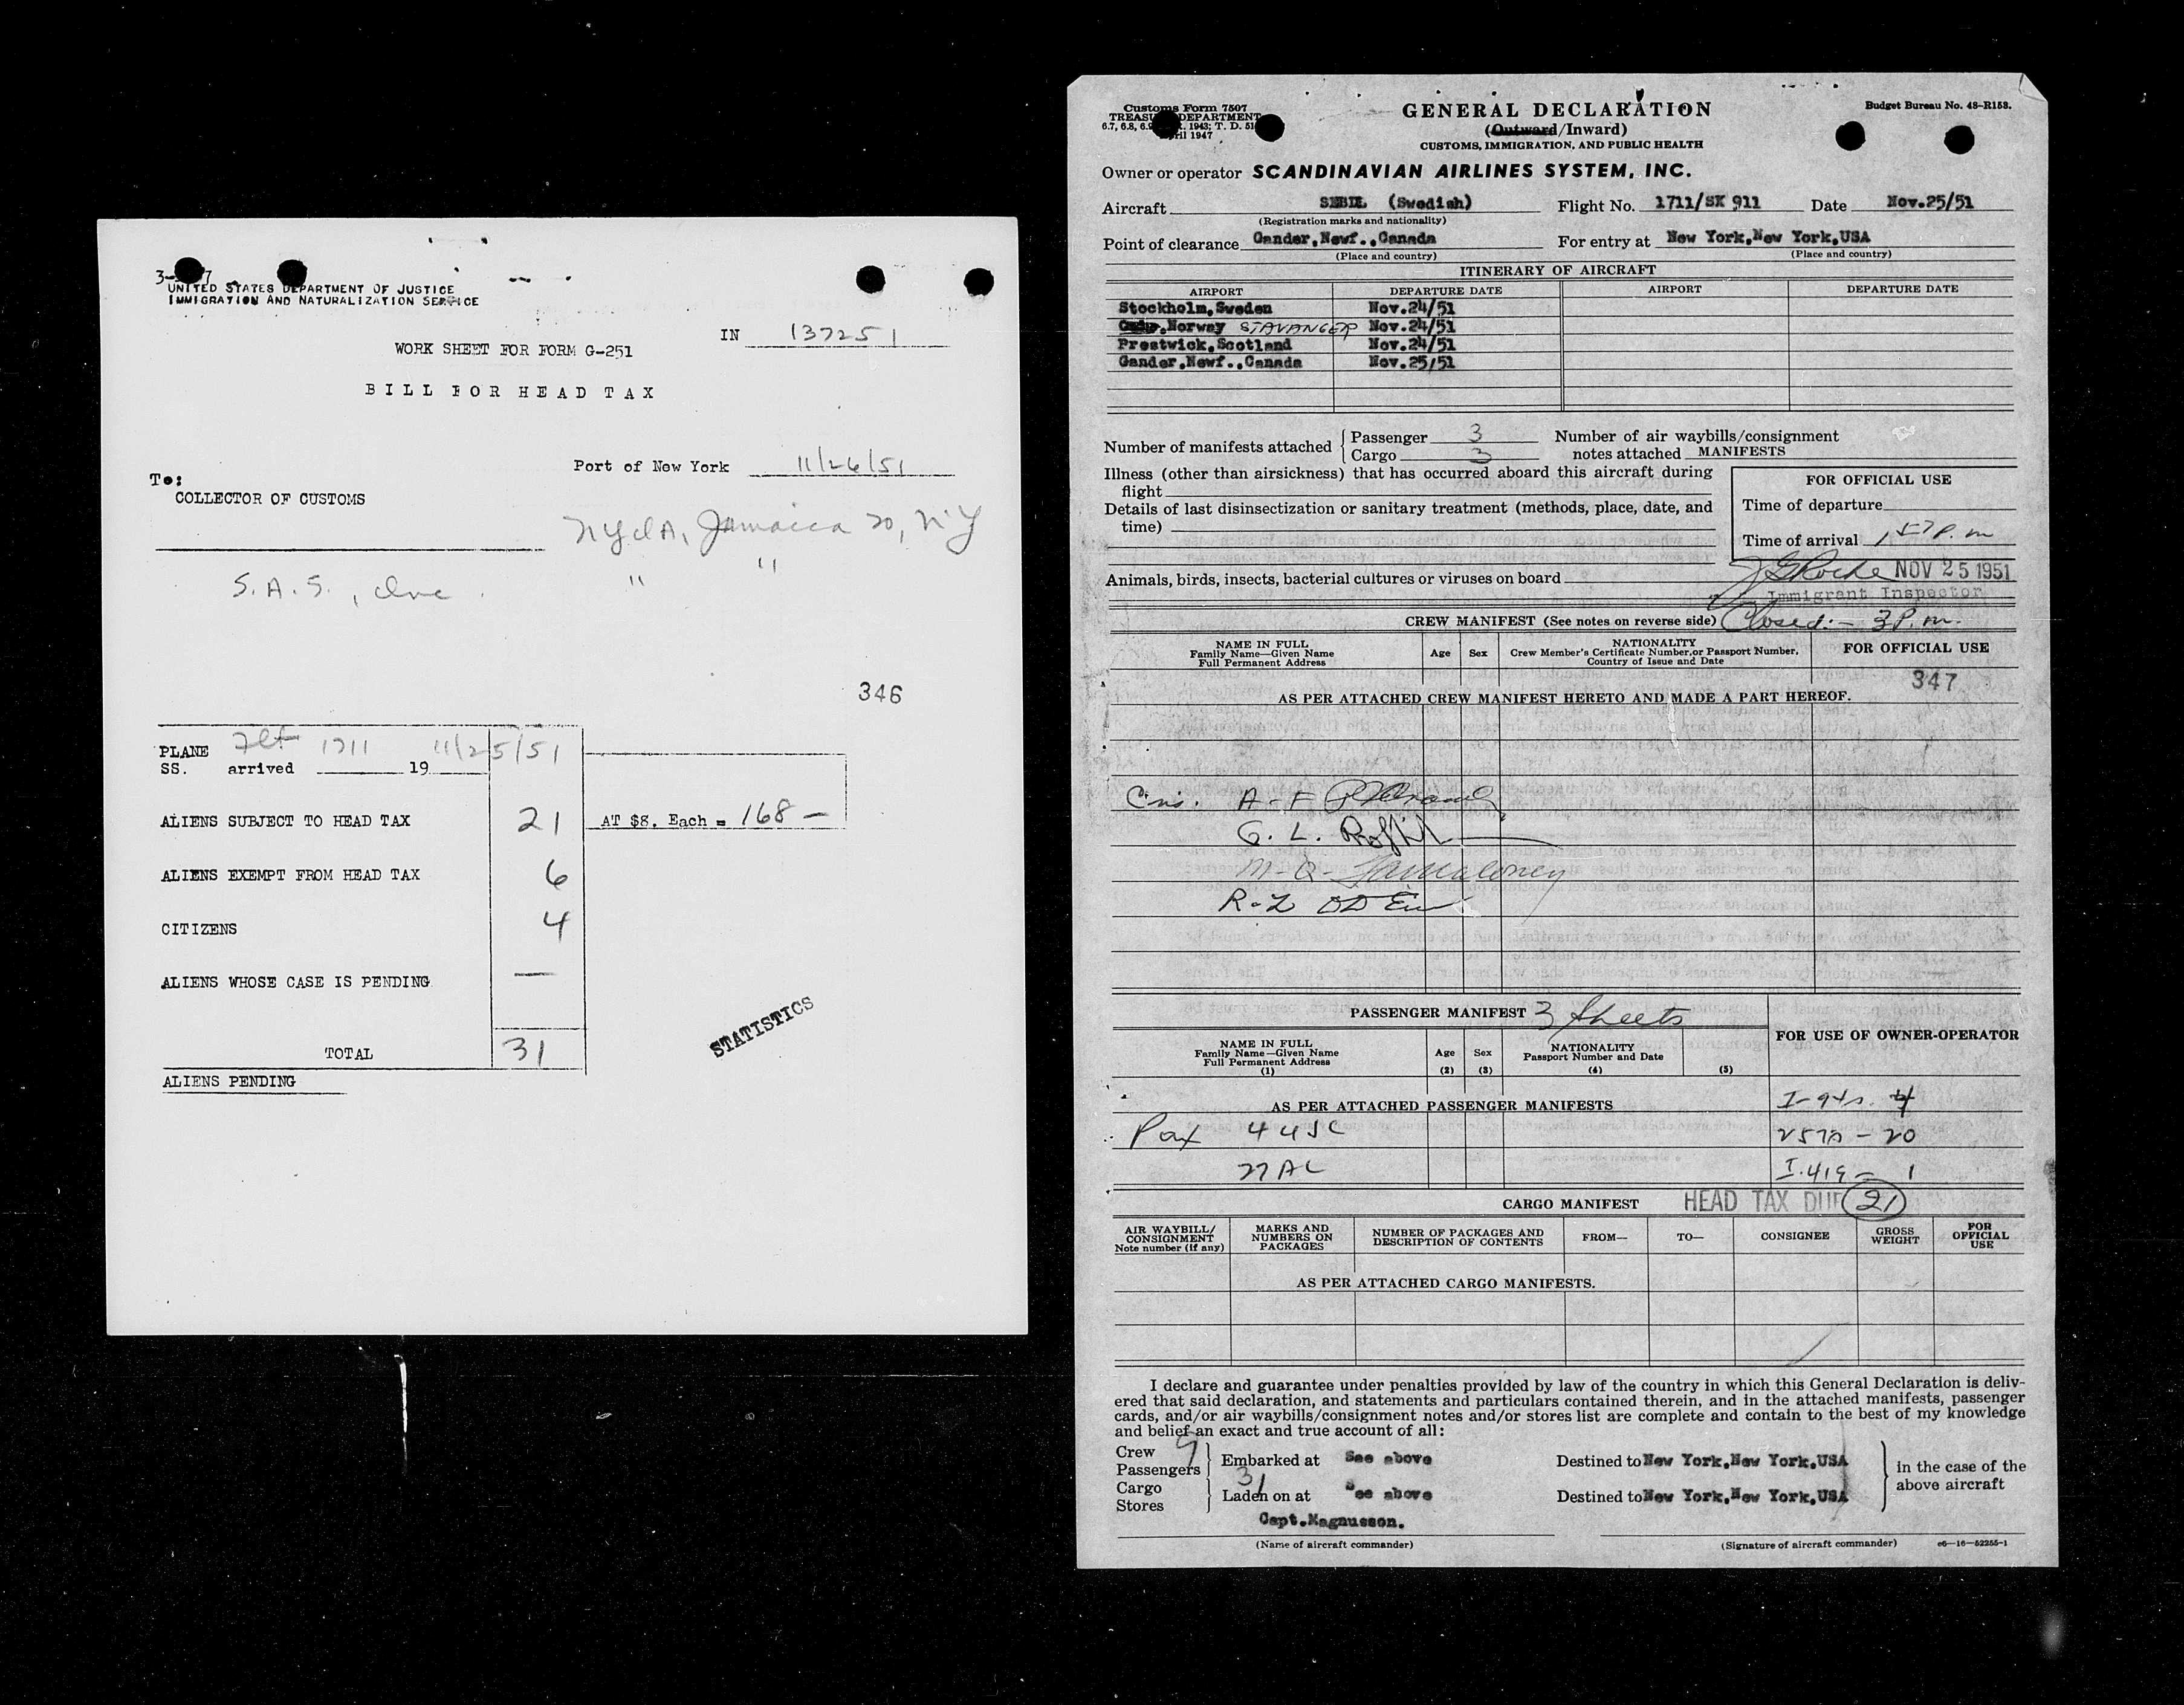 UNITED STATES DEPARTMENT OF JUSTICE
IMMIGRATION AND NATURALIZATION SERVICE
IN 137251
WORK SHEET FOR FORM G-251
BILL FOR HEAD TAX
Port of New York 11/26/51
To:
COLLECTOR OF CUSTOMS
Jamaica 20, NY
S.A.S., Inc. " "
346
PLANE Flt 1711 11/25/51
SS. arrived 19
ALIENS SUBJECT TO HEAD TAX 21 AT $8. Each = 168 —
ALIENS EXEMPT FROM HEAD TAX 6
CITIZENS 4
ALIENS WHOSE CASE IS PENDING —
STATISTICS
TOTAL 31
ALIENS PENDING
Customs Form 7507
TREASURY DEPARTMENT
April 1947
GENERAL DECLARATION
(Outward/Inward)
CUSTOMS, IMMIGRATION, AND PUBLIC HEALTH
Budget Bureau No. 48-R158.
Owner or operator SCANDINAVIAN AIRLINES SYSTEM, INC.
Aircraft (Swedish) Flight No. 1711/SK 911 Date Nov.25/51
(Registration marks and nationality)
Point of clearance Gander,Newf.,Canada For entry at New York,New York,USA
(Place and country) (Place and country)
ITINERARY OF AIRCRAFT
AIRPORT DEPARTURE DATE AIRPORT DEPARTURE DATE
Stockholm,Sweden Nov.24/51
,Norway STAVANGER Nov.24/51
Prestwick,Scotland Nov.24/51
Gander,Newf.,Canada Nov.25/51
Number of manifests attached Passenger 3 Number of air waybills/consignment
Cargo 3 notes attached MANIFESTS
Illness (other than airsickness) that has occurred aboard this aircraft during
flight
Details of last disinsectization or sanitary treatment (methods, place, date, and
time)
FOR OFFICIAL USE
Time of departure
Time of arrival 157 P.m
Animals, birds, insects, bacterial cultures or viruses on board
NOV 25 1951
Immigrant Inspector
CREW MANIFEST (See notes on reverse side) Closed:- 3 P.m.
NAME IN FULL
Family Name—Given Name
Full Permanent Address
Age Sex
NATIONALITY
Crew Member's Certificate Number, or Passport Number,
Country of Issue and Date
FOR OFFICIAL USE
347
AS PER ATTACHED CREW MANIFEST HERETO AND MADE A PART HEREOF.
PASSENGER MANIFEST 3 Sheets
FOR USE OF OWNER-OPERATOR
NAME IN FULL
Family Name—Given Name
Full Permanent Address
(1)
Age
(2)
Sex
(3)
NATIONALITY
Passport Number and Date
(4)
(5)
AS PER ATTACHED PASSENGER MANIFESTS
Pax 4 USC
27 AC
I-94s. 4
257A - 20
I.419 - 1
CARGO MANIFEST HEAD TAX DUE 21
AIR WAYBILL/
CONSIGNMENT
Note number (if any)
MARKS AND
NUMBERS ON
PACKAGES
NUMBER OF PACKAGES AND
DESCRIPTION OF CONTENTS
FROM— TO— CONSIGNEE
GROSS
WEIGHT
FOR
OFFICIAL
USE
AS PER ATTACHED CARGO MANIFESTS.
I declare and guarantee under penalties provided by law of the country in which this General Declaration is deliv-
ered that said declaration, and statements and particulars contained therein, and in the attached manifests, passenger
cards, and/or air waybills/consignment notes and/or stores list are complete and contain to the best of my knowledge
and belief an exact and true account of all:
Crew 9
Passengers 31 Embarked at See above Destined to New York,New York,USA
in the case of the
above aircraft
Cargo
Stores Laden on at See above Destined to New York,New York,USA
Capt.Magnusson.
(Name of aircraft commander) (Signature of aircraft commander) c6—16—52255-1